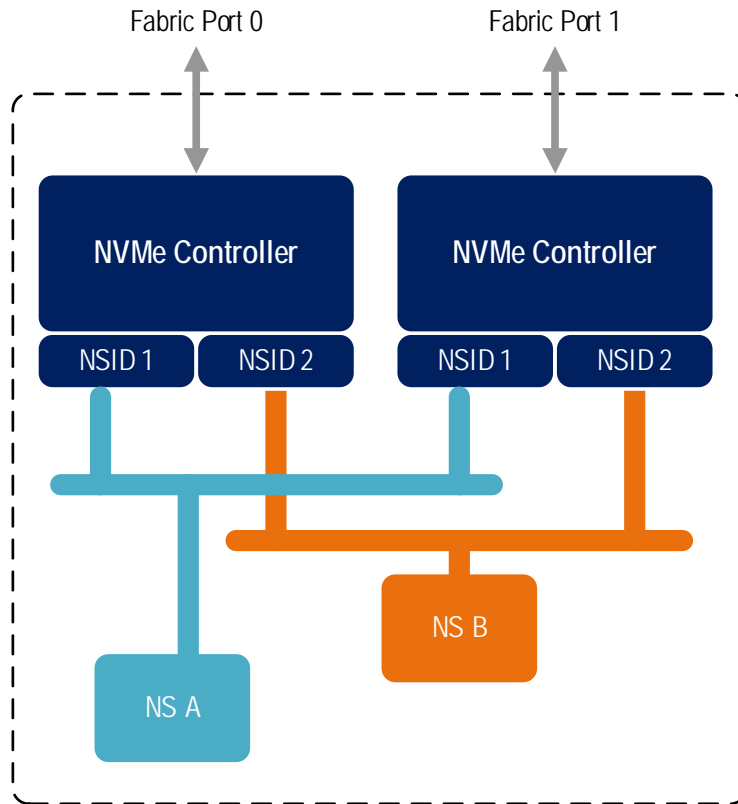 Fabric Port 0
Fabric Port 1
NVMe Controller
NVMe Controller
NSID 1
NSID 2
NSID 1
NSID 2
NS B
NS A